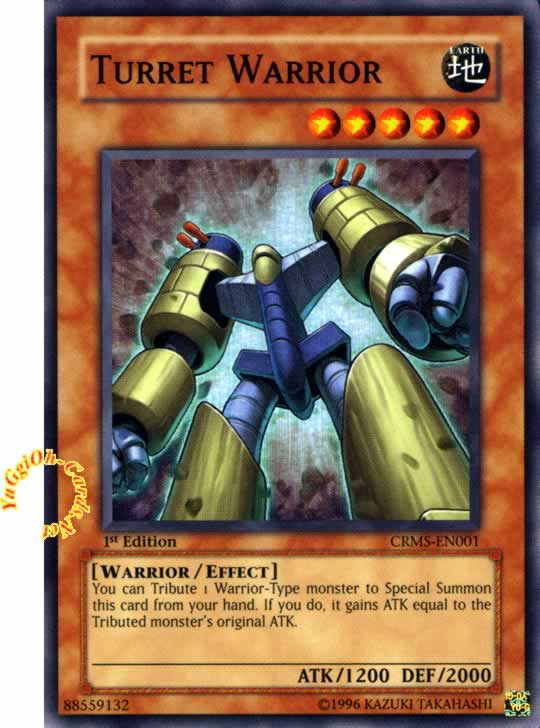 TURRET WARRIOR
EARTH
地
1st Edition
CRMS-EN001
[WARRIOR/EFFECT]
You can Tribute 1 Warrior-Type monster to Special Summon
this card from your hand. If you do, it gains ATK equal to the
Tributed monster's original ATK.
ATK/1200 DEF/2000
88559132
©1996 KAZUKI TAKAHASHI
YuGgiOh-Cards.Net